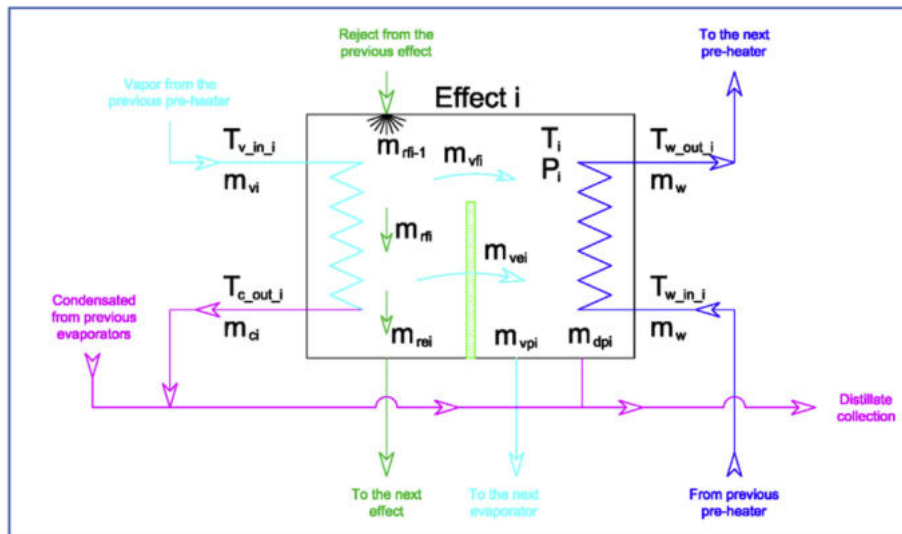 Reject from the
previous effect
To the next
pre-heater
Vapor from the
previous pre-heater
Effect i
T_v_in_i
m_vi
m_rfi-1
m_vfi
T_i
P_i
T_w_out_i
m_w
m_rfi
m_vei
T_c_out_i
m_ci
T_w_in_i
m_w
Condensated
from previous
evaporators
m_rei
m_vpi
m_dpi
Distillate
collection
To the next
effect
To the next
evaporator
From previous
pre-heater